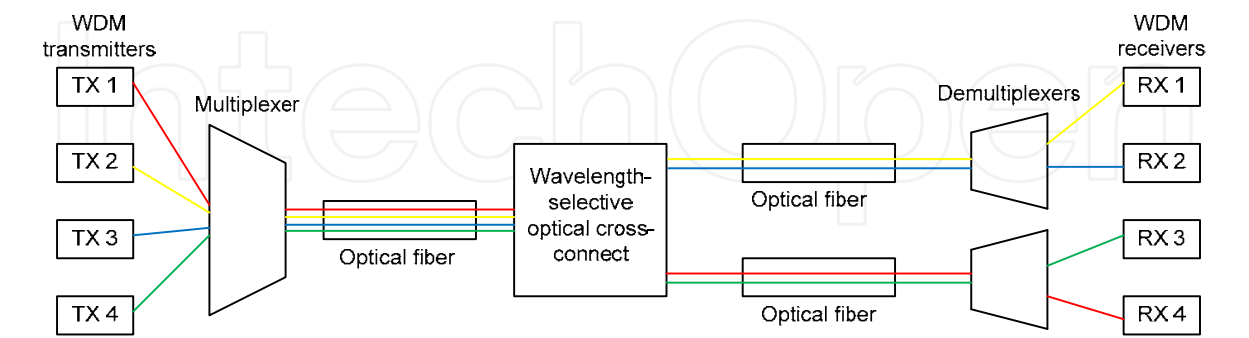 WDM
transmitters
TX 1
TX 2
TX 3
TX 4
Multiplexer
Optical fiber
Wavelength-
selective
optical cross-
connect
Optical fiber
Optical fiber
Demultiplexers
WDM
receivers
RX 1
RX 2
RX 3
RX 4
IntechOpen